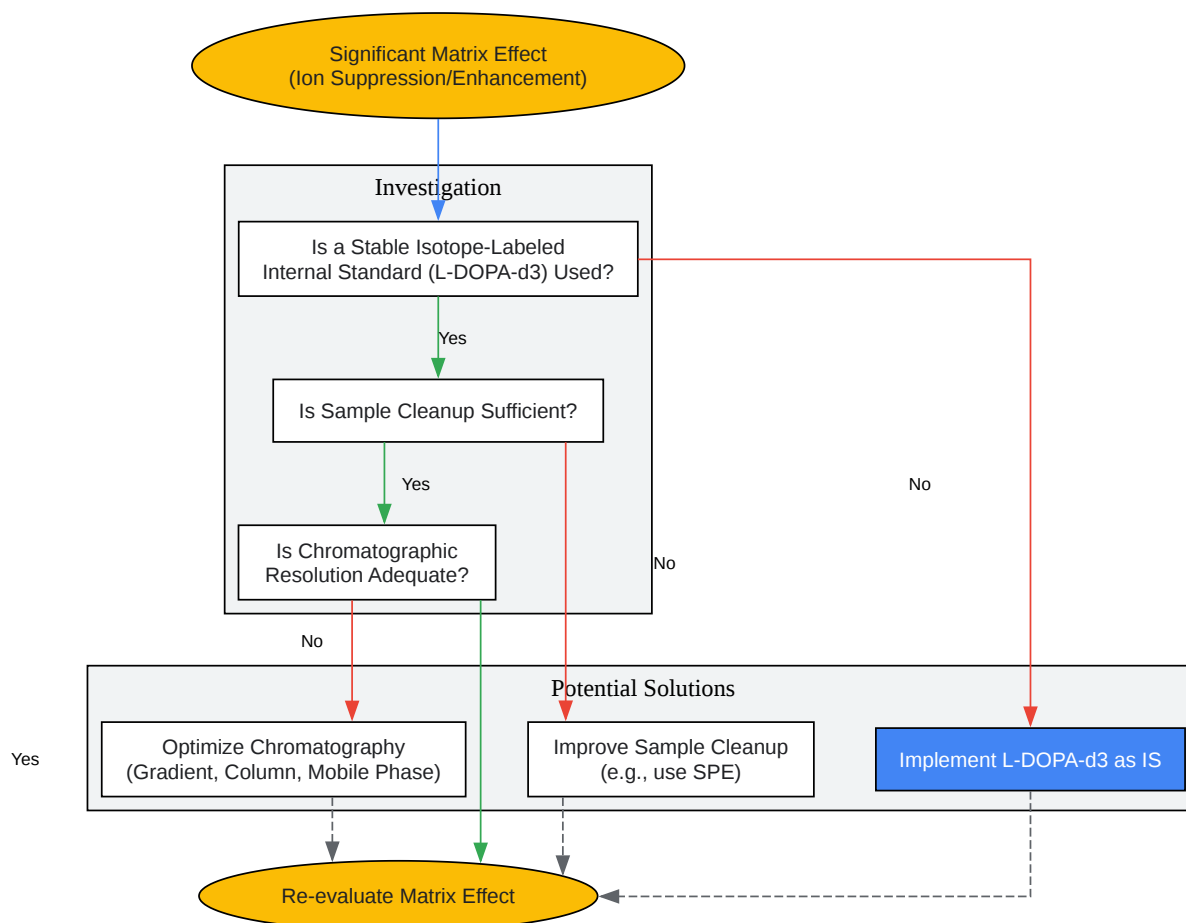 Significant Matrix Effect
(Ion Suppression/Enhancement)
Investigation
Is a Stable Isotope-Labeled
Internal Standard (L-DOPA-d3) Used?
Yes
Is Sample Cleanup Sufficient?
Yes
No
Is Chromatographic
Resolution Adequate?
No
No
Potential Solutions
Optimize Chromatography
(Gradient, Column, Mobile Phase)
Improve Sample Cleanup
(e.g., use SPE)
Implement L-DOPA-d3 as IS
Yes
Re-evaluate Matrix Effect